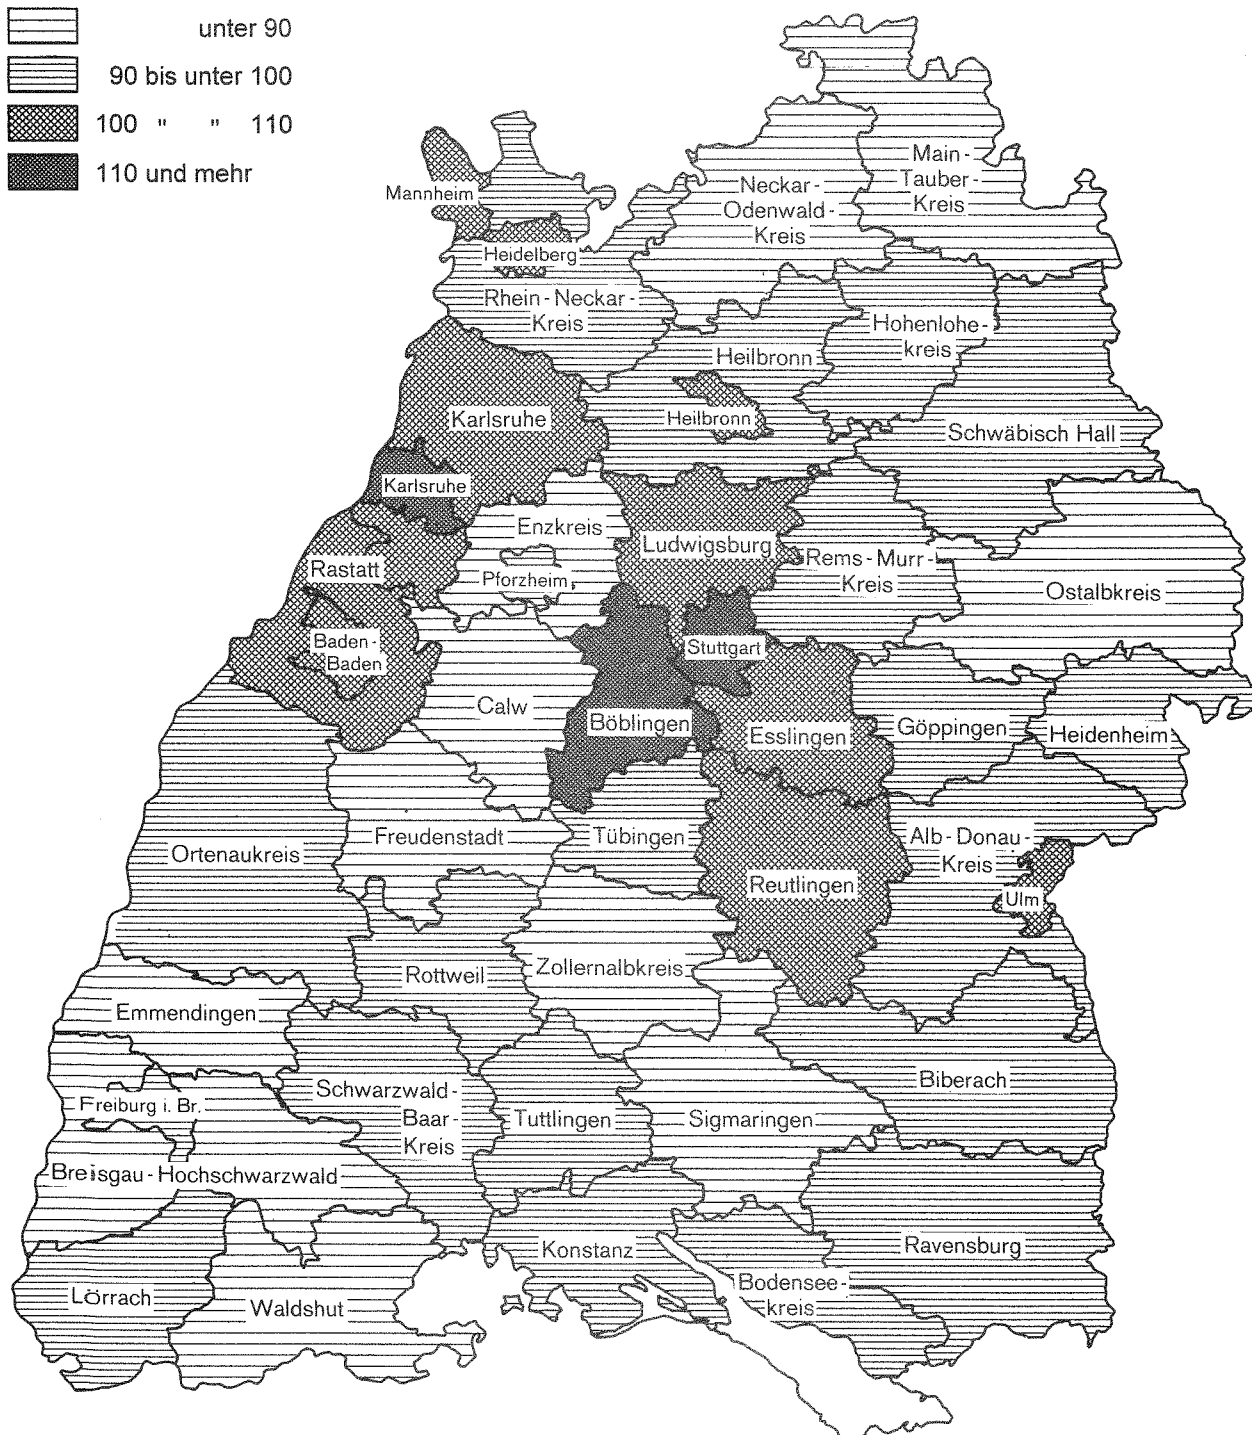 unter 90
90 bis unter 100
100 " " 110
110 und mehr
Main-
Tauber-
Kreis
Mannheim
Neckar-
Odenwald-
Kreis
Heidelberg
Rhein-Neckar-
Kreis
Hohenlohe-
kreis
Heilbronn
Karlsruhe
Heilbronn
Schwäbisch Hall
Karlsruhe
Enzkreis
Ludwigsburg
Rems-Murr-
Kreis
Rastatt
Pforzheim
Ostalbkreis
Baden-
Baden
Stuttgart
Calw
Böblingen
Esslingen
Göppingen
Heidenheim
Freudenstadt
Tübingen
Alb-Donau-
Kreis
Ortenaukreis
Reutlingen
Ulm
Rottweil
Zollernalbkreis
Emmendingen
Biberach
Schwarzwald-
Baar-
Kreis
Freiburg i. Br.
Tuttlingen
Sigmaringen
Breisgau-Hochschwarzwald
Konstanz
Ravensburg
Bodensee-
kreis
Lörrach
Waldshut